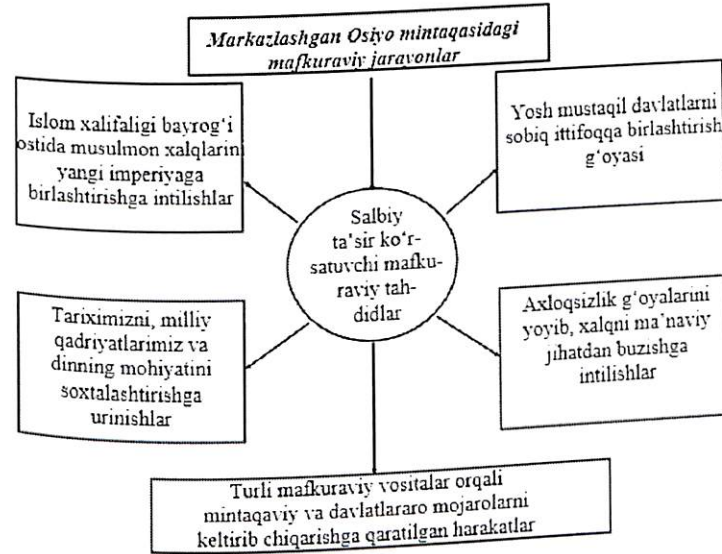 Markazlashgan Osiyo mintaqasidagi
mafkuraviy jarayonlar
Islom xalifaligi bayrog‘i
ostida musulmon xalqlarin
yangi imperiyaga
birlashtirishga intilishlar
Yosh mustaqil davlatlarni
sobiq ittifoqqa birlashtirish
g‘oyasi
Salbiy
ta’sir ko‘r-
satuvchi mafku-
raviy tah-
didlar
Tariximizni, milliy
qadriyatlarimiz va
dinning mohiyatini
soxtalashtirishga
urinishlar
Axloqsizlik g‘oyalarini
yoyib, xalqni ma’naviy
jihatdan buzishga
intilishlar
Turli mafkuraviy vositalar orqali
mintaqaviy va davlatlararo mojarolarni
keltirib chiqarishga qaratilgan harakatlar